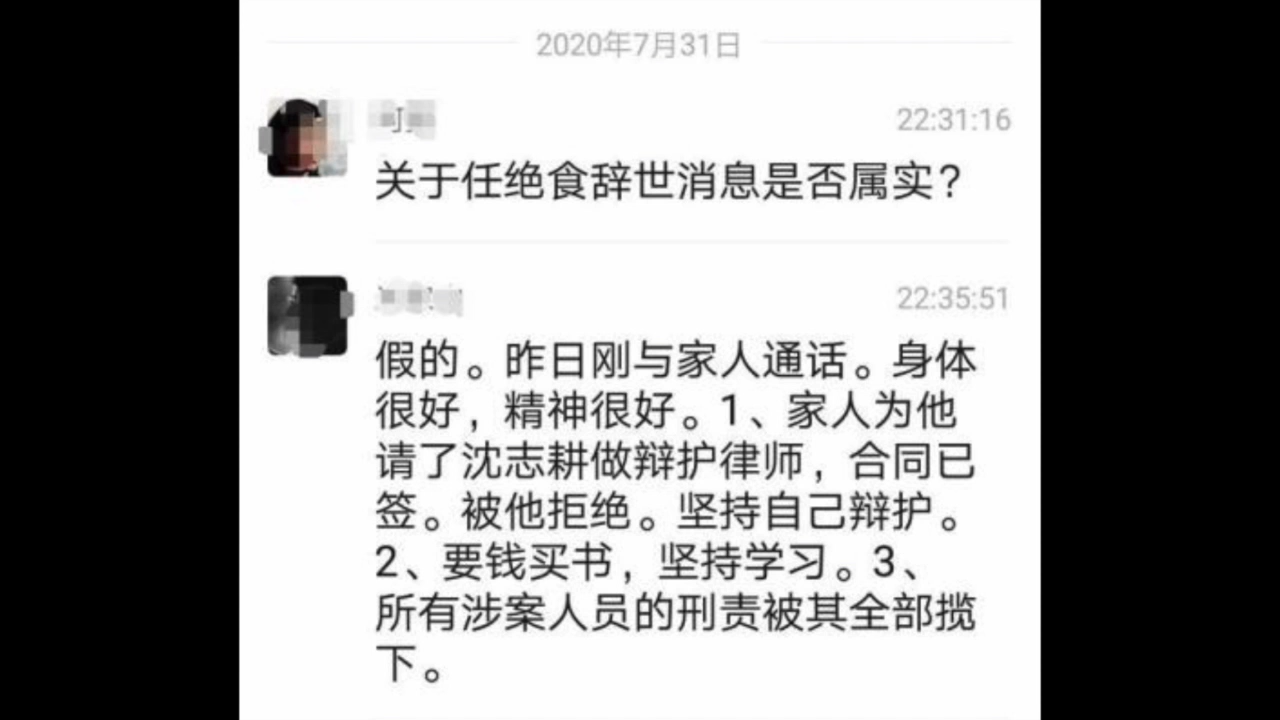 2020年7月31日
22:31:16
关于任绝食辞世消息是否属实？
22:35:51
假的。昨日刚与家人通话。身体
很好，精神很好。1、家人为他
请了沈志耕做辩护律师，合同已
签。被他拒绝。坚持自己辩护。
2、要钱买书，坚持学习。3、
所有涉案人员的刑责被其全部揽
下。